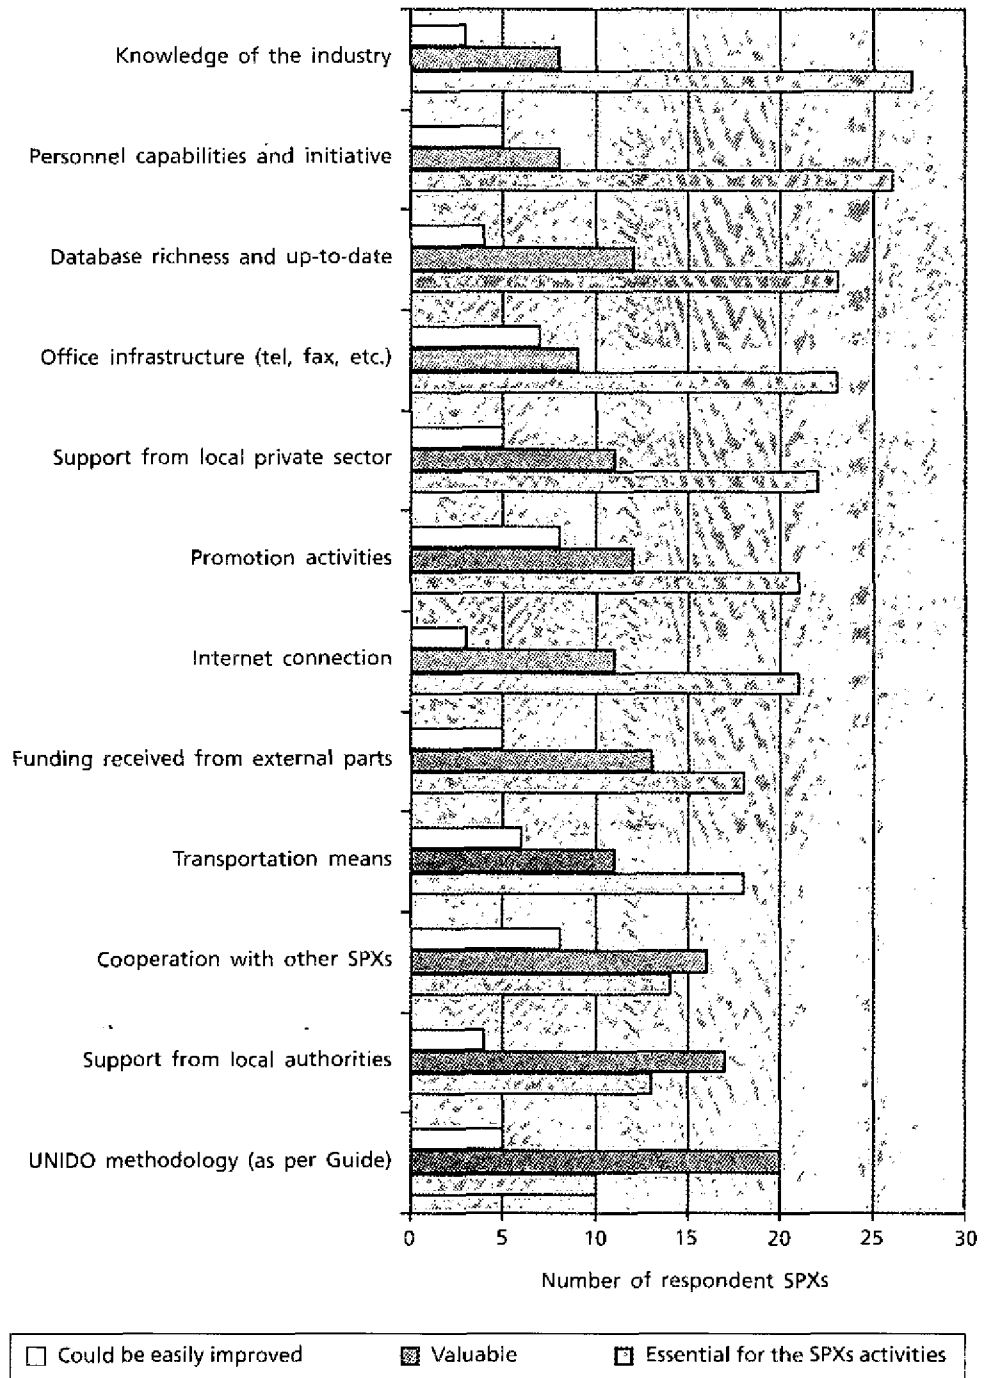 Knowledge of the industry
Personnel capabilities and initiative
Database richness and up-to-date
Office infrastructure (tel, fax, etc.)
Support from local private sector
Promotion activities
Internet connection
Funding received from external parts
Transportation means
Cooperation with other SPXs
Support from local authorities
UNIDO methodology (as per Guide)
0 5 10 15 20 25 30
Number of respondent SPXs
Could be easily improved Valuable Essential for the SPXs activities